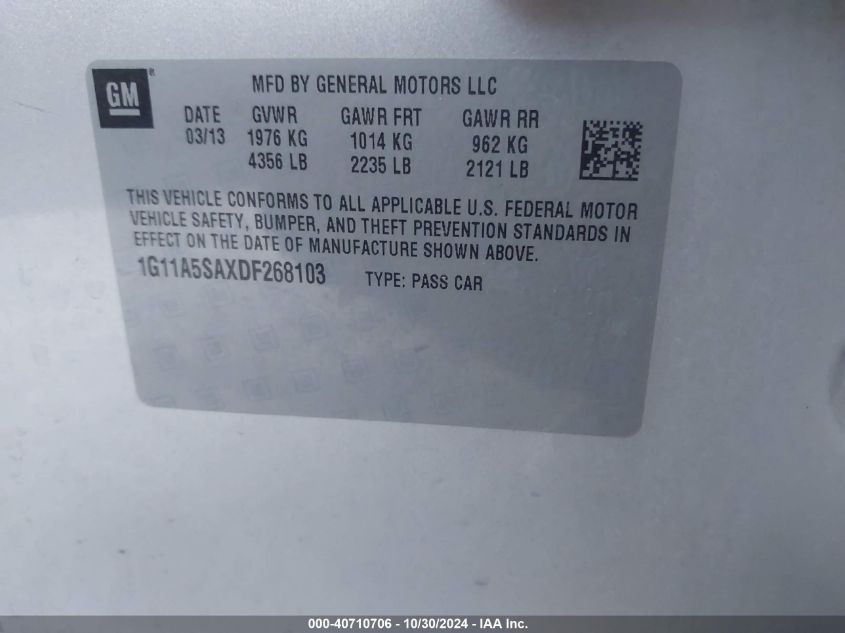 GM
MFD BY GENERAL MOTORS LLC
DATE GVWR GAWR FRT GAWR RR
03/13 1976 KG 1014 KG 962 KG
4356 LB 2235 LB 2121 LB
THIS VEHICLE CONFORMS TO ALL APPLICABLE U.S. FEDERAL MOTOR
VEHICLE SAFETY, BUMPER, AND THEFT PREVENTION STANDARDS IN
EFFECT ON THE DATE OF MANUFACTURE SHOWN ABOVE.
1G11A5SAXDF268103 TYPE: PASS CAR
000-40710706 - 10/30/2024 - IAA Inc.